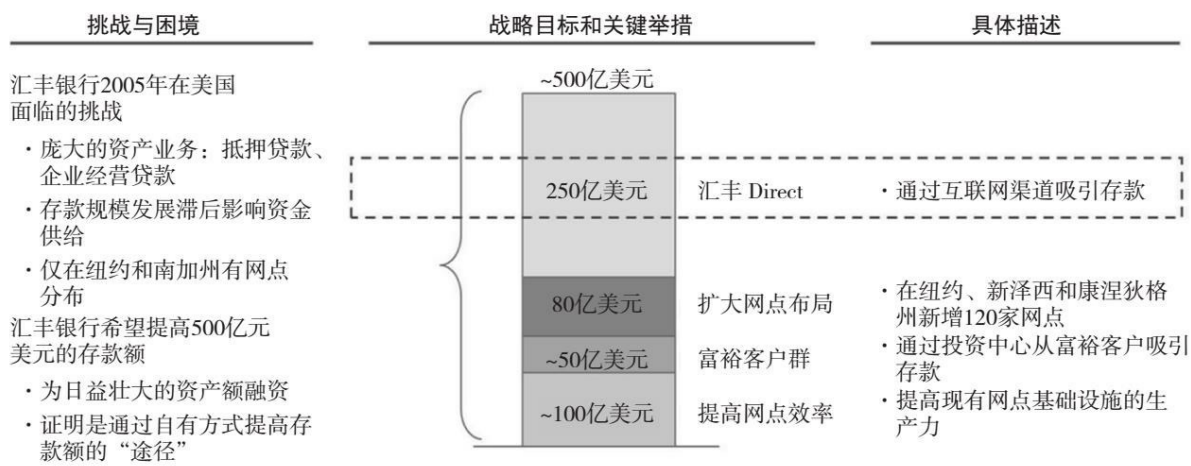 挑战与困境
战略目标和关键举措
具体描述
汇丰银行2005年在美国
面临的挑战
·庞大的资产业务：抵押贷款、
企业经营贷款
·存款规模发展滞后影响资金
供给
·仅在纽约和南加州有网点
分布
汇丰银行希望提高500亿元
美元的存款额
·为日益壮大的资产额融资
·证明是通过自有方式提高存
款额的“途径”
~500亿美元
250亿美元
汇丰 Direct
·通过互联网渠道吸引存款
80亿美元
扩大网点布局
·在纽约、新泽西和康涅狄格
州新增120家网点
~50亿美元
富裕客户群
·通过投资中心从富裕客户吸引
存款
~100亿美元
提高网点效率
·提高现有网点基础设施的生
产力